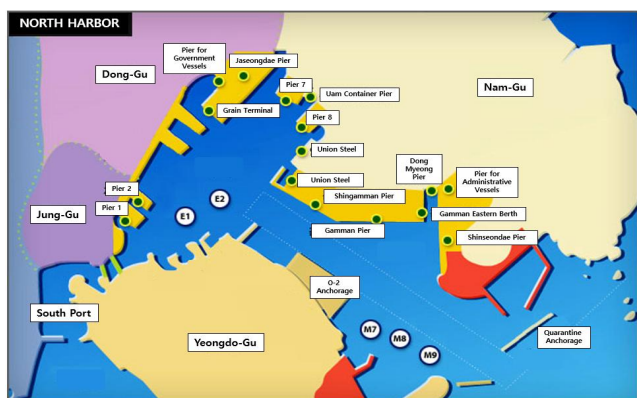 NORTH HARBOR
Dong-Gu
Pier for
Government
Vessels
Jaseongdae Pier
Pier 7
Uam Container Pier
Nam-Gu
Grain Terminal
Pier 8
Union Steel
Union Steel
Dong
Myeong
Pier
Pier for
Administrative
Vessels
Pier 2
Pier 1
Jung-Gu
E1
E2
Shingamman Pier
Gamman Pier
Gamman Eastern Berth
Shinseondae Pier
O-2
Anchorage
South Port
Yeongdo-Gu
M7
M8
M9
Quarantine
Anchorage